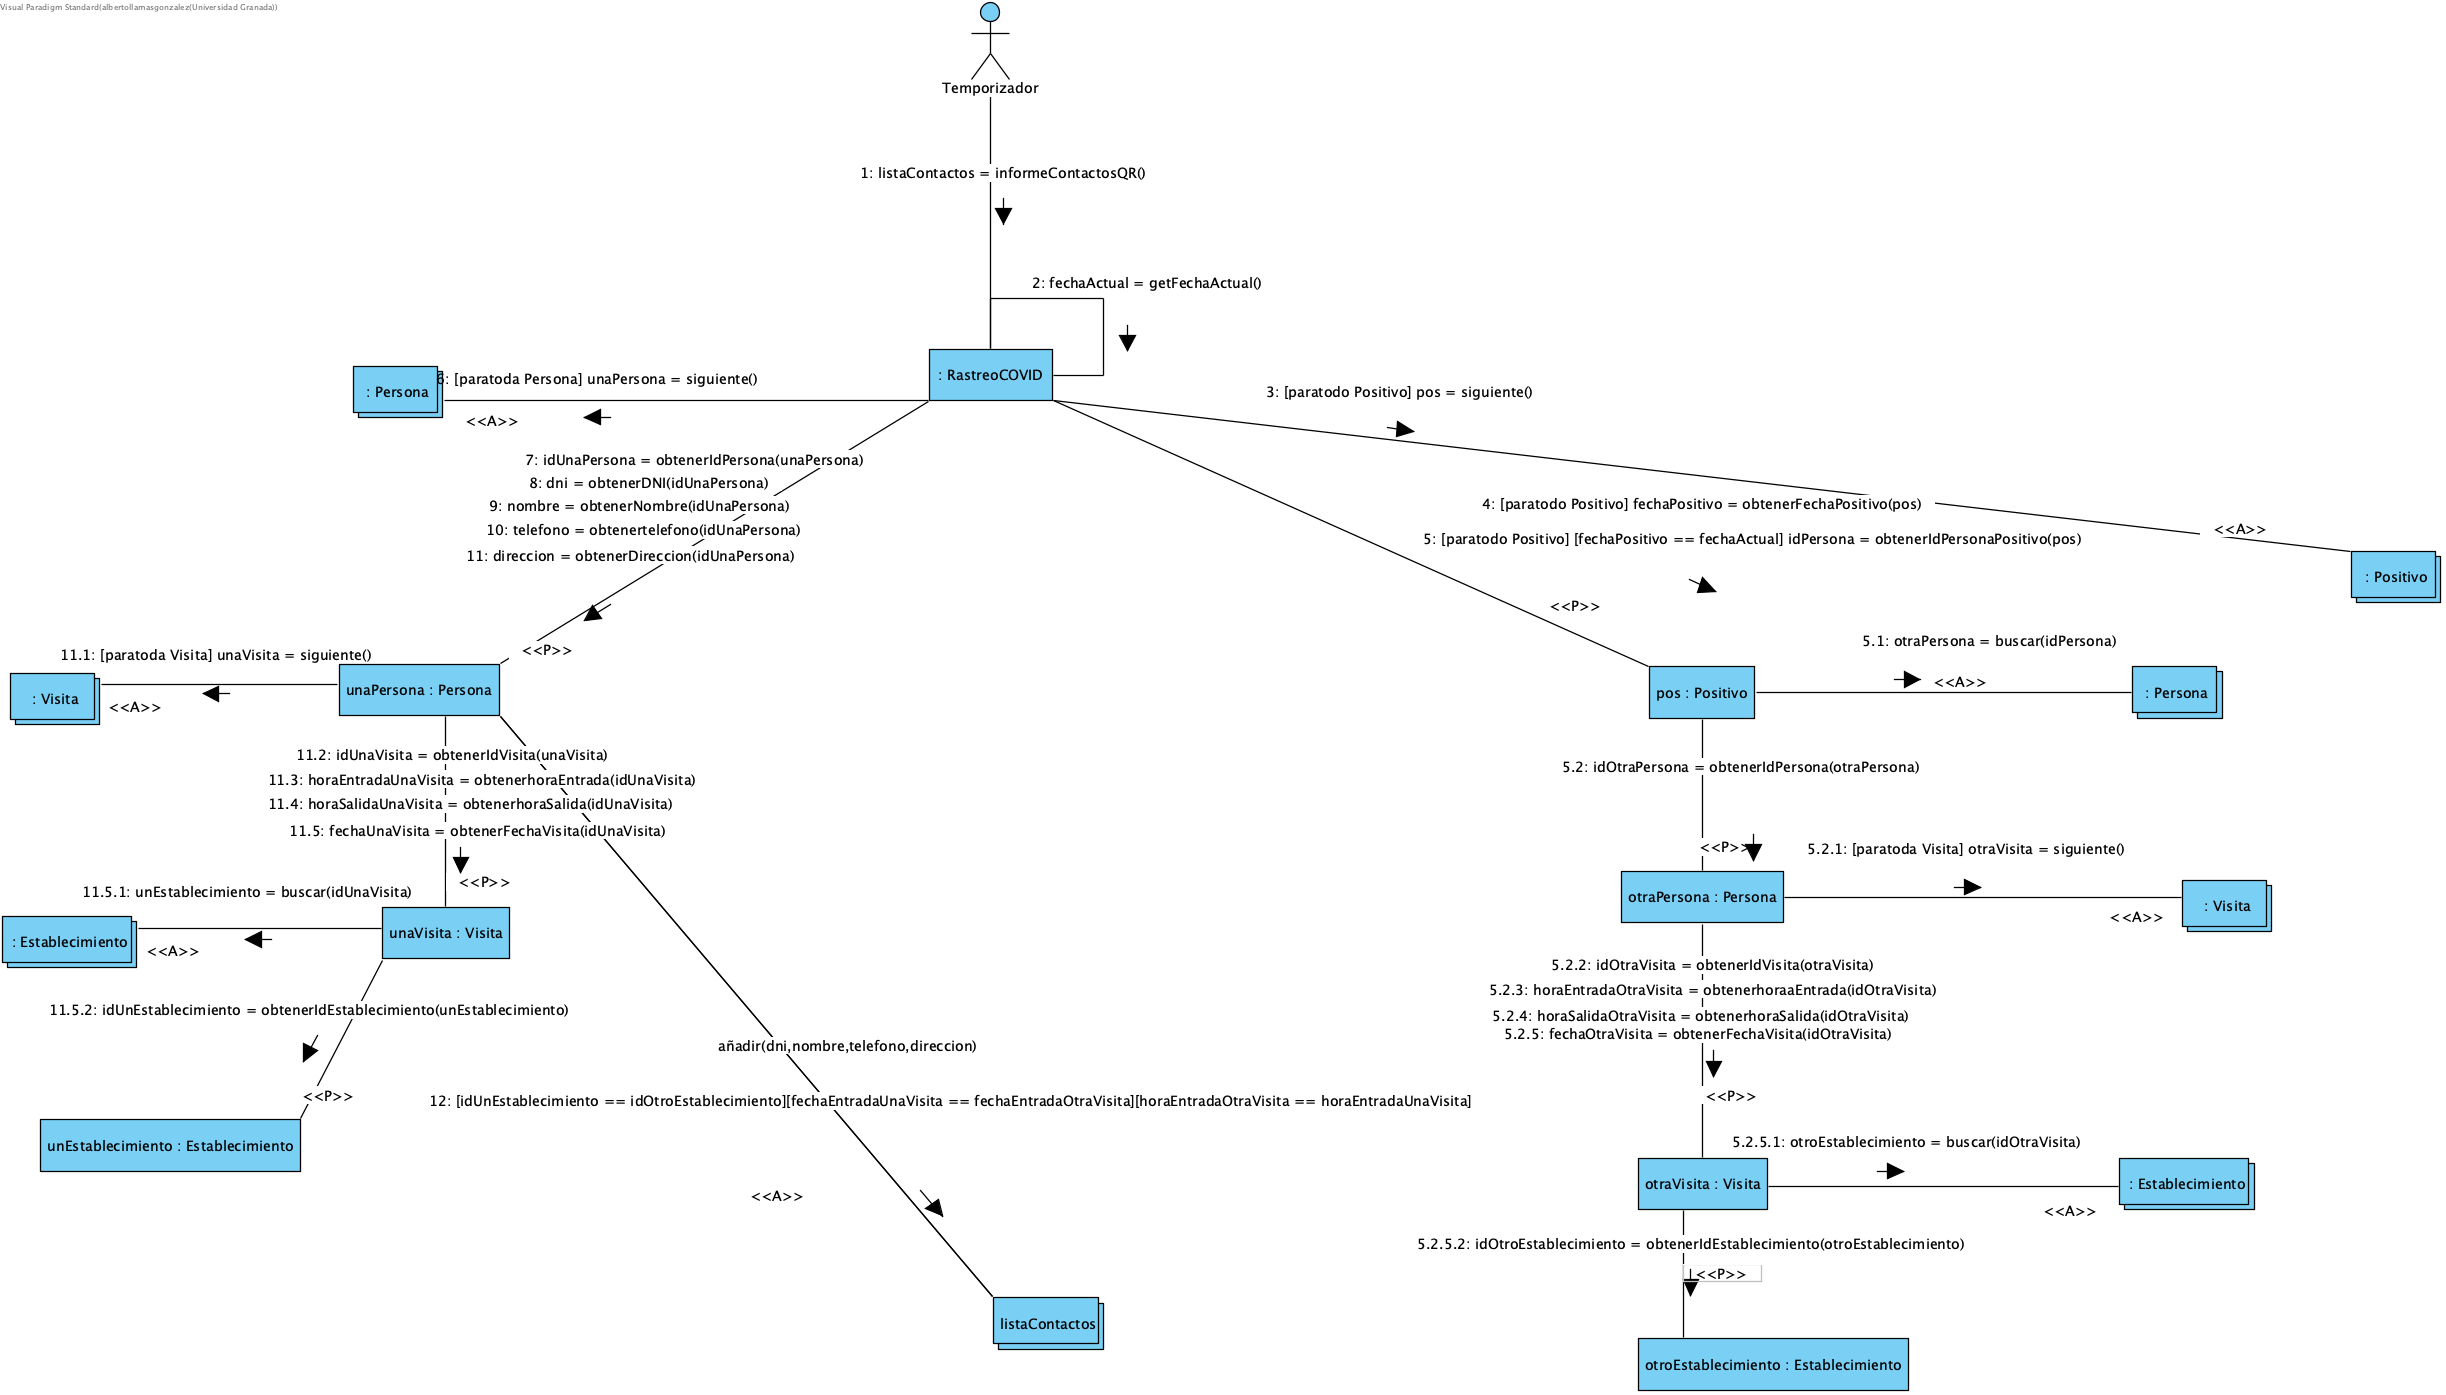 Visual Paradigm Standard(albertollamasgonzalez(Universidad Granada))
Temporizador
1: listaContactos = informeContactosQR()
2: fechaActual = getFechaActual()
: RastreoCOVID
: Persona
6: [paratoda Persona] unaPersona = siguiente()
<<A>>
3: [paratodo Positivo] pos = siguiente()
7: idUnaPersona = obtenerIdPersona(unaPersona)
8: dni = obtenerDNI(idUnaPersona)
9: nombre = obtenerNombre(idUnaPersona)
10: telefono = obtenertelefono(idUnaPersona)
11: direccion = obtenerDireccion(idUnaPersona)
<<P>>
4: [paratodo Positivo] fechaPositivo = obtenerFechaPositivo(pos)
<<A>>
5: [paratodo Positivo] [fechaPositivo == fechaActual] idPersona = obtenerIdPersonaPositivo(pos)
: Positivo
<<P>>
11.1: [paratoda Visita] unaVisita = siguiente()
: Visita
<<A>>
unaPersona : Persona
5.1: otraPersona = buscar(idPersona)
pos : Positivo
<<A>>
: Persona
11.2: idUnaVisita = obtenerIdVisita(unaVisita)
11.3: horaEntradaUnaVisita = obtenerhoraEntrada(idUnaVisita)
11.4: horaSalidaUnaVisita = obtenerhoraSalida(idUnaVisita)
11.5: fechaUnaVisita = obtenerFechaVisita(idUnaVisita)
<<P>>
5.2: idOtraPersona = obtenerIdPersona(otraPersona)
<<P>>
5.2.1: [paratoda Visita] otraVisita = siguiente()
11.5.1: unEstablecimiento = buscar(idUnaVisita)
: Establecimiento
<<A>>
unaVisita : Visita
otraPersona : Persona
<<A>>
: Visita
11.5.2: idUnEstablecimiento = obtenerIdEstablecimiento(unEstablecimiento)
<<P>>
unEstablecimiento : Establecimiento
5.2.2: idOtraVisita = obtenerIdVisita(otraVisita)
5.2.3: horaEntradaOtraVisita = obtenerhoraaEntrada(idOtraVisita)
5.2.4: horaSalidaOtraVisita = obtenerhoraSalida(idOtraVisita)
5.2.5: fechaOtraVisita = obtenerFechaVisita(idOtraVisita)
<<P>>
añadir(dni,nombre,telefono,direccion)
12: [idUnEstablecimiento == idOtroEstablecimiento][fechaEntradaUnaVisita == fechaEntradaOtraVisita][horaEntradaOtraVisita == horaEntradaUnaVisita]
<<A>>
listaContactos
5.2.5.1: otroEstablecimiento = buscar(idOtraVisita)
otraVisita : Visita
<<A>>
: Establecimiento
5.2.5.2: idOtroEstablecimiento = obtenerIdEstablecimiento(otroEstablecimiento)
<<P>>
otroEstablecimiento : Establecimiento